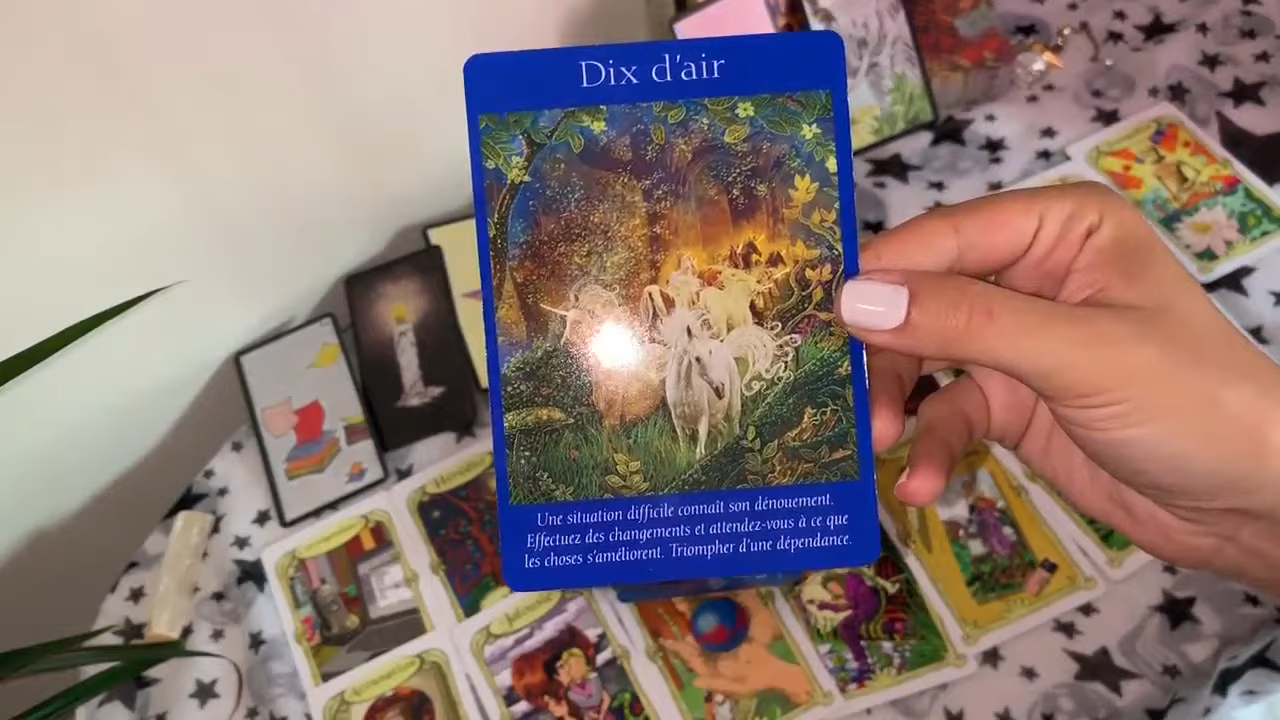 Dix d'air
Une situation difficile connaît son dénouement.
Effectuez des changements et attendez-vous à ce que
les choses s'améliorent. Triompher d'une dépendance.